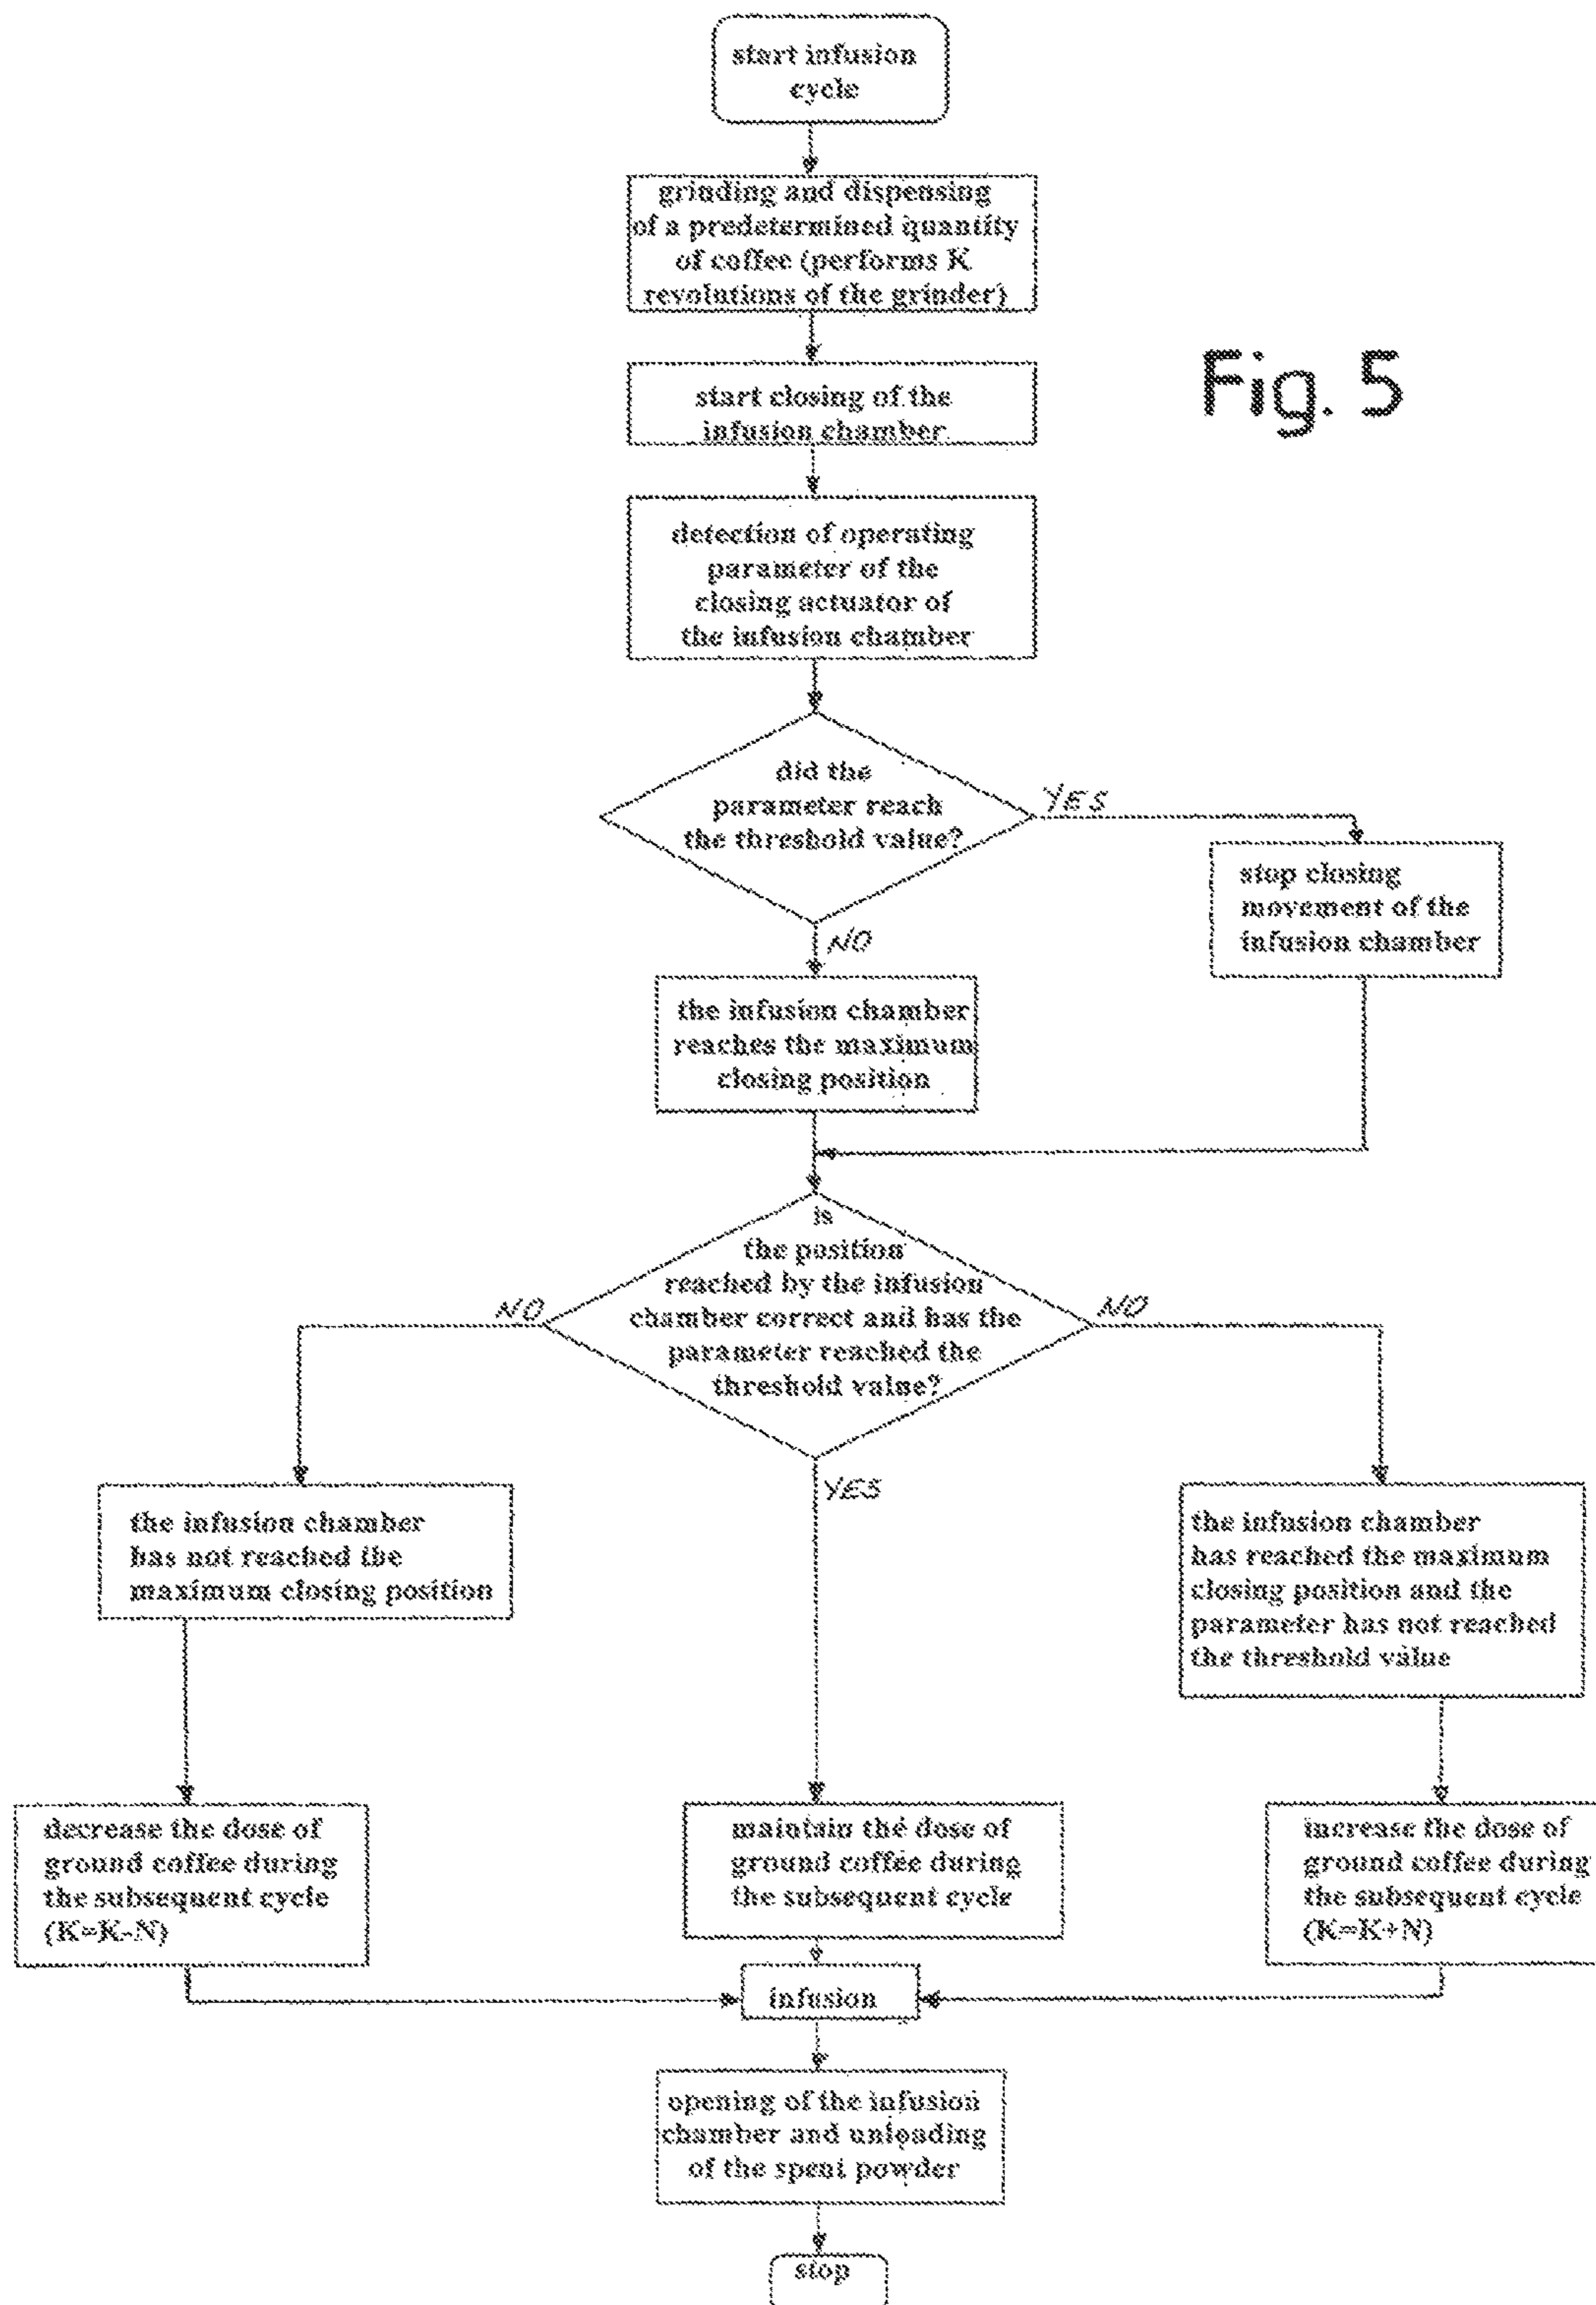 start infusion
cycle
grinding and dispensing
of a predetermined quantity
of coffee (performs K
revolutions of the grinder)
Fig. 5
start closing of the
infusion chamber
detection of operating
parameter of the
closing actuator of
the infusion chamber
did the
parameter reach
the threshold value?
YES
stop closing
movement of the
infusion chamber
NO
the infusion chamber
reaches the maximum
closing position
is
the position
reached by the infusion
chamber correct and has the
parameter reached the
threshold value?
NO
NO
YES
the infusion chamber
has not reached the
maximum closing position
the infusion chamber
has reached the maximum
closing position and the
parameter has not reached
the threshold value
decrease the dose of
ground coffee during
the subsequent cycle
(K=K-N)
maintain the dose of
ground coffee during
the subsequent cycle
increase the dose of
ground coffee during
the subsequent cycle
(K=K+N)
infusion
opening of the infusion
chamber and unloading
of the spent powder
stop